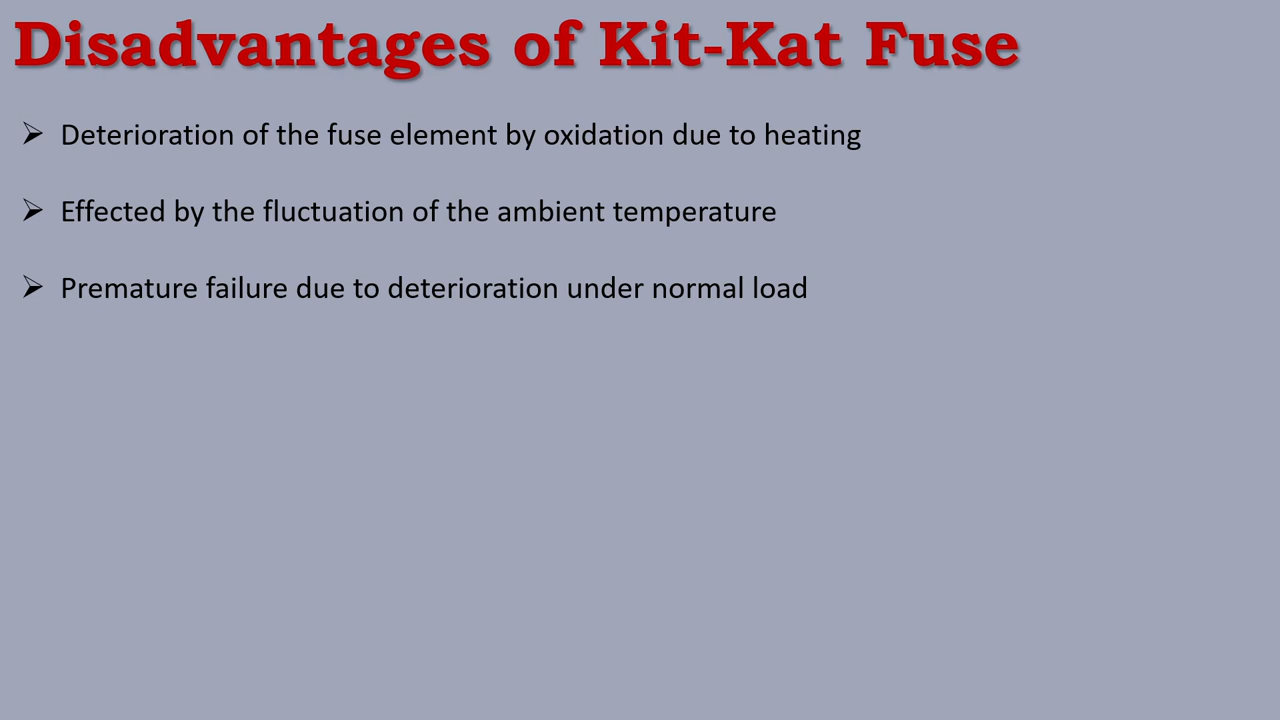 Disadvantages of Kit-Kat Fuse
➢ Deterioration of the fuse element by oxidation due to heating
➢ Effected by the fluctuation of the ambient temperature
➢ Premature failure due to deterioration under normal load